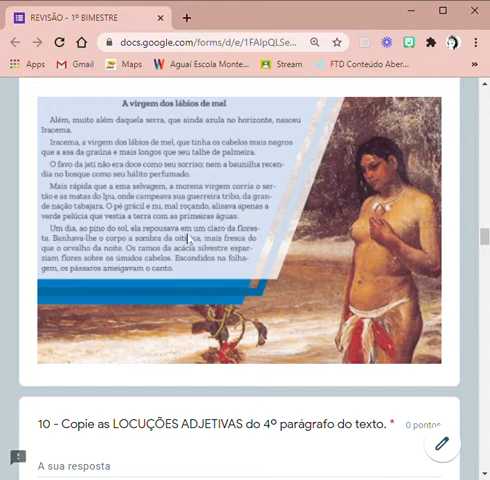 REVISÃO - 1º BIMESTRE
docs.google.com/forms/d/e/1FAIpQLSe...
Apps Gmail Maps Aguaí Escola Monte... Stream FTD Conteúdo Aber...
A virgem dos lábios de mel
Além, muito além daquela serra, que ainda azula no horizonte, nasceu
Iracema.
Iracema, a virgem dos lábios de mel, que tinha os cabelos mais negros
que a asa da graúna e mais longos que seu talhe de palmeira.
O favo da jati não era doce como seu sorriso; nem a baunilha recen-
dia no bosque como seu hálito perfumado.
Mais rápida que a ema selvagem, a morena virgem corria o ser-
tão e as matas do Ipu, onde campeava sua guerreira tribo, da gran-
de nação tabajara. O pé grácil e nu, mal roçando, alisava apenas a
verde pelúcia que vestia a terra com as primeiras águas.
Um dia, ao pino do sol, ela repousava em um claro da flores-
ta. Banhava-lhe o corpo a sombra da oiticica, mais fresca do
que o orvalho da noite. Os ramos da acácia silvestre espar-
ziam flores sobre os úmidos cabelos. Escondidos na folha-
gem, os pássaros ameigavam o canto.
10 - Copie as LOCUÇÕES ADJETIVAS do 4º parágrafo do texto. * 0 pontos
A sua resposta